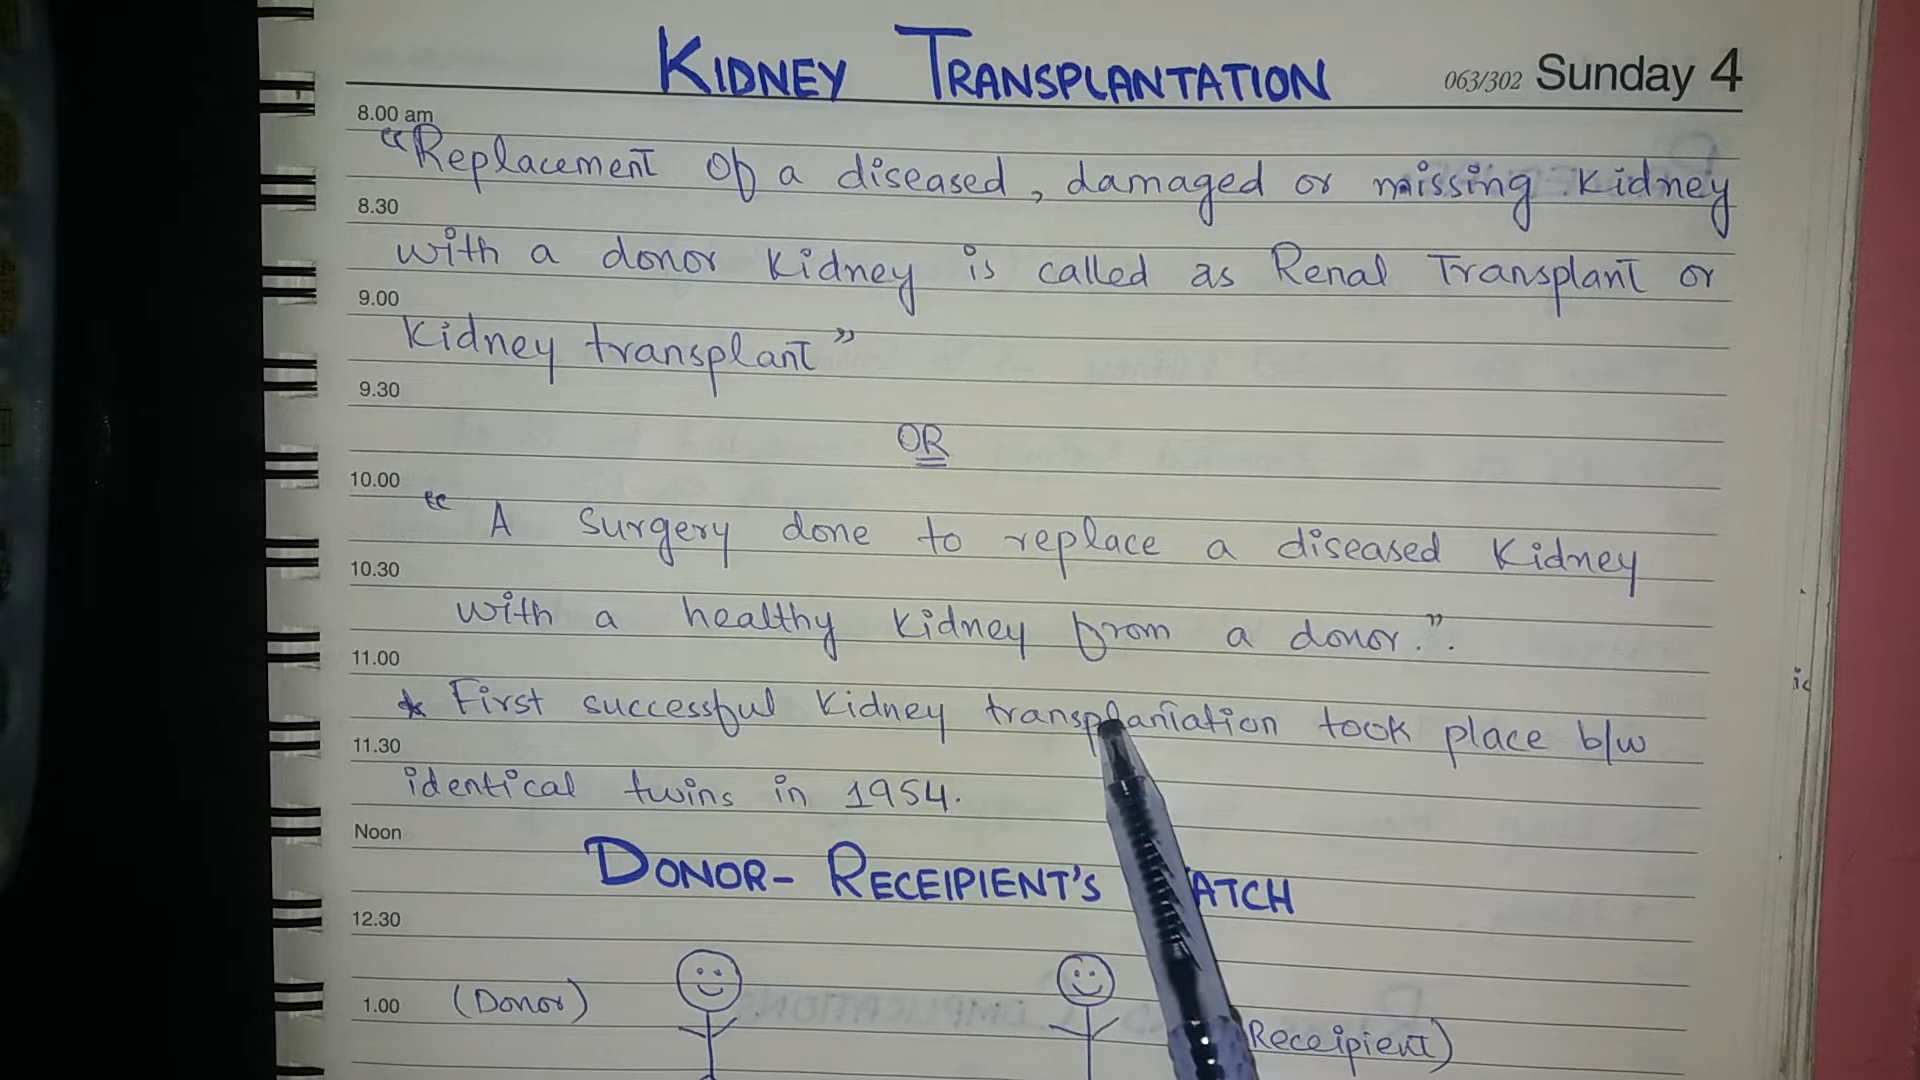 KIDNEY TRANSPLANTATION
063/302 Sunday 4
8.00 am
"Replacement of a diseased, damaged or missing kidney
8.30
with a donor kidney is called as Renal Transplant or
9.00
kidney transplant"
9.30
OR
10.00
" A surgery done to replace a diseased kidney
10.30
with a healthy kidney from a donor.".
11.00
* First successful kidney transplantation took place b/w
11.30
identical twins in 1954.
Noon
DONOR- RECEIPIENT'S ATCH
12.30
1.00 (Donor) Receipient)